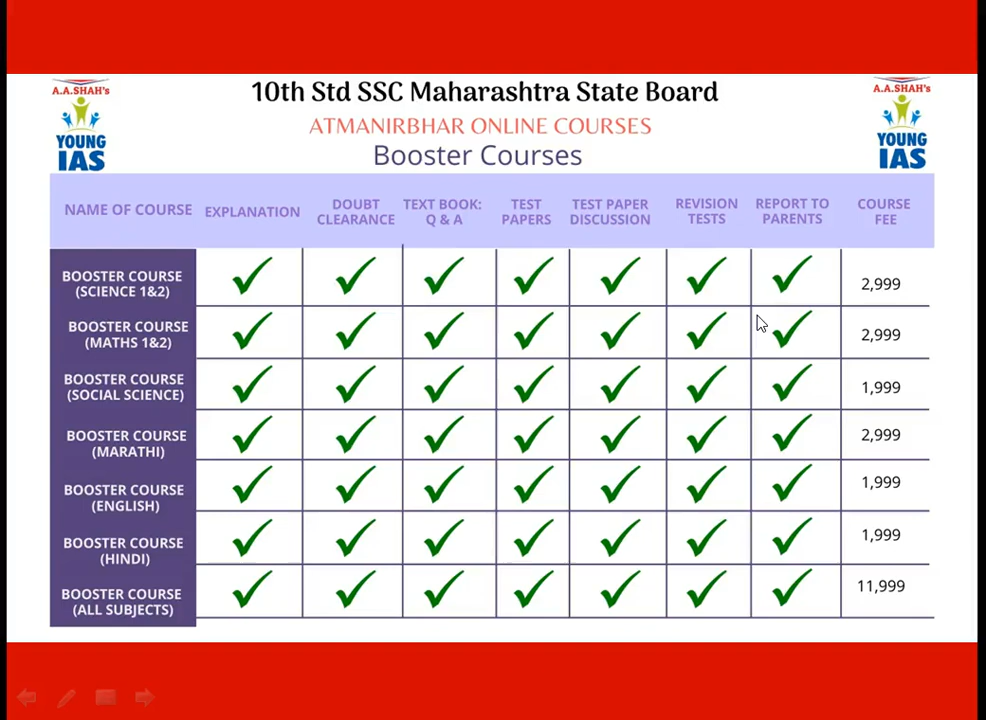 A.A.SHAH's
YOUNG
IAS
10th Std SSC Maharashtra State Board
ATMANIRBHAR ONLINE COURSES
Booster Courses
A.A.SHAH's
YOUNG
IAS
NAME OF COURSE EXPLANATION DOUBT CLEARANCE TEXT BOOK: Q & A TEST PAPERS TEST PAPER DISCUSSION REVISION TESTS REPORT TO PARENTS COURSE FEE
BOOSTER COURSE
(SCIENCE 1&2)
2,999
BOOSTER COURSE
(MATHS 1&2)
2,999
BOOSTER COURSE
(SOCIAL SCIENCE)
1,999
BOOSTER COURSE
(MARATHI)
2,999
BOOSTER COURSE
(ENGLISH)
1,999
BOOSTER COURSE
(HINDI)
1,999
BOOSTER COURSE
(ALL SUBJECTS)
11,999